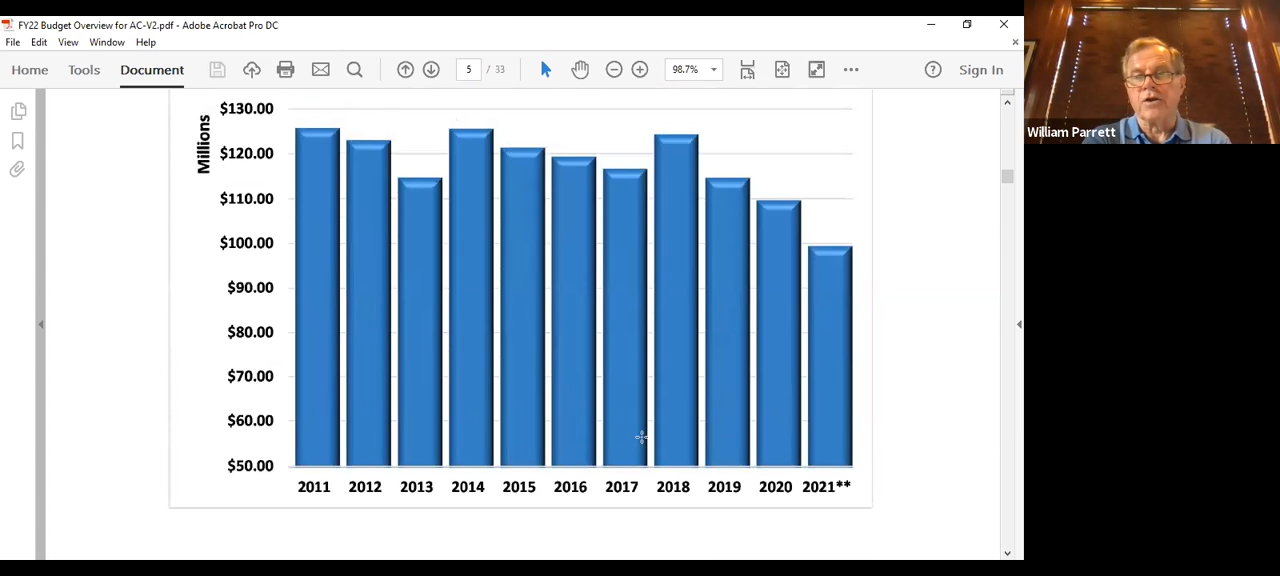 FY22 Budget Overview for AC-V2.pdf - Adobe Acrobat Pro DC
File Edit View Window Help
Home Tools Document 5 / 33 98.7% Sign In
William Parrett
Millions
$130.00
$120.00
$110.00
$100.00
$90.00
$80.00
$70.00
$60.00
$50.00
2011 2012 2013 2014 2015 2016 2017 2018 2019 2020 2021**